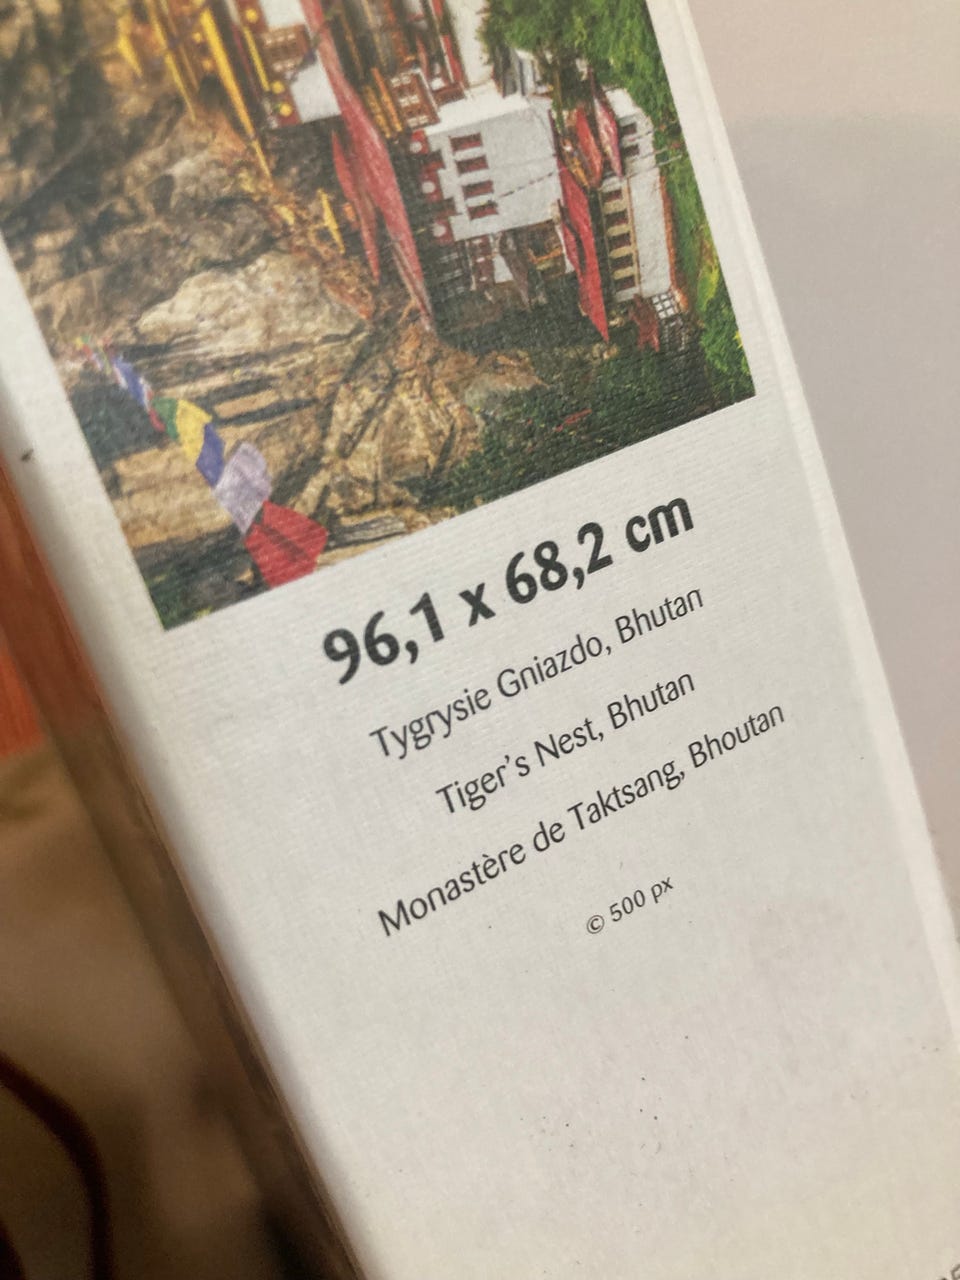 96,1 x 68,2 cm
Tygrysie Gniazdo, Bhutan
Tiger's Nest, Bhutan
Monastère de Taktsang, Bhoutan
© 500 px